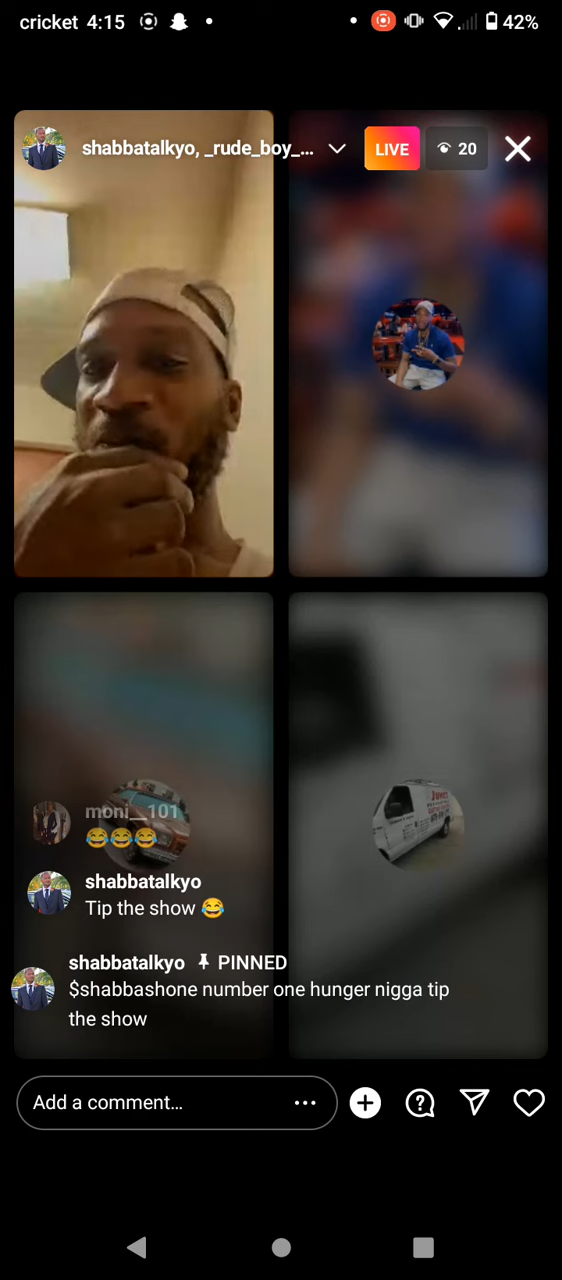 cricket 4:15
42%
shabbatalkyo, _rude_boy_...
LIVE
20
moni__101
😂😂😂
shabbatalkyo
Tip the show 😂
shabbatalkyo PINNED
$shabbashone number one hunger nigga tip
the show
Add a comment...